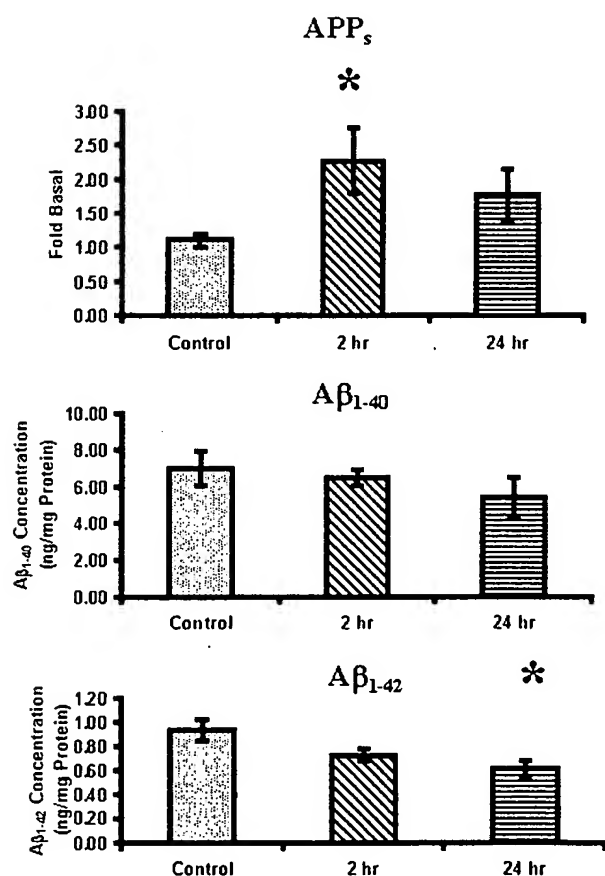 APPs
*
Fold Basal
3.00
2.50
2.00
1.50
1.00
0.50
0.00
Control 2 hr 24 hr
Aβ1-40
Aβ1-40 Concentration
(ng/mg Protein)
10.00
8.00
6.00
4.00
2.00
0.00
Control 2 hr 24 hr
Aβ1-42
*
Aβ1-42 Concentration
(ng/mg Protein)
1.20
1.00
0.80
0.60
0.40
0.20
0.00
Control 2 hr 24 hr